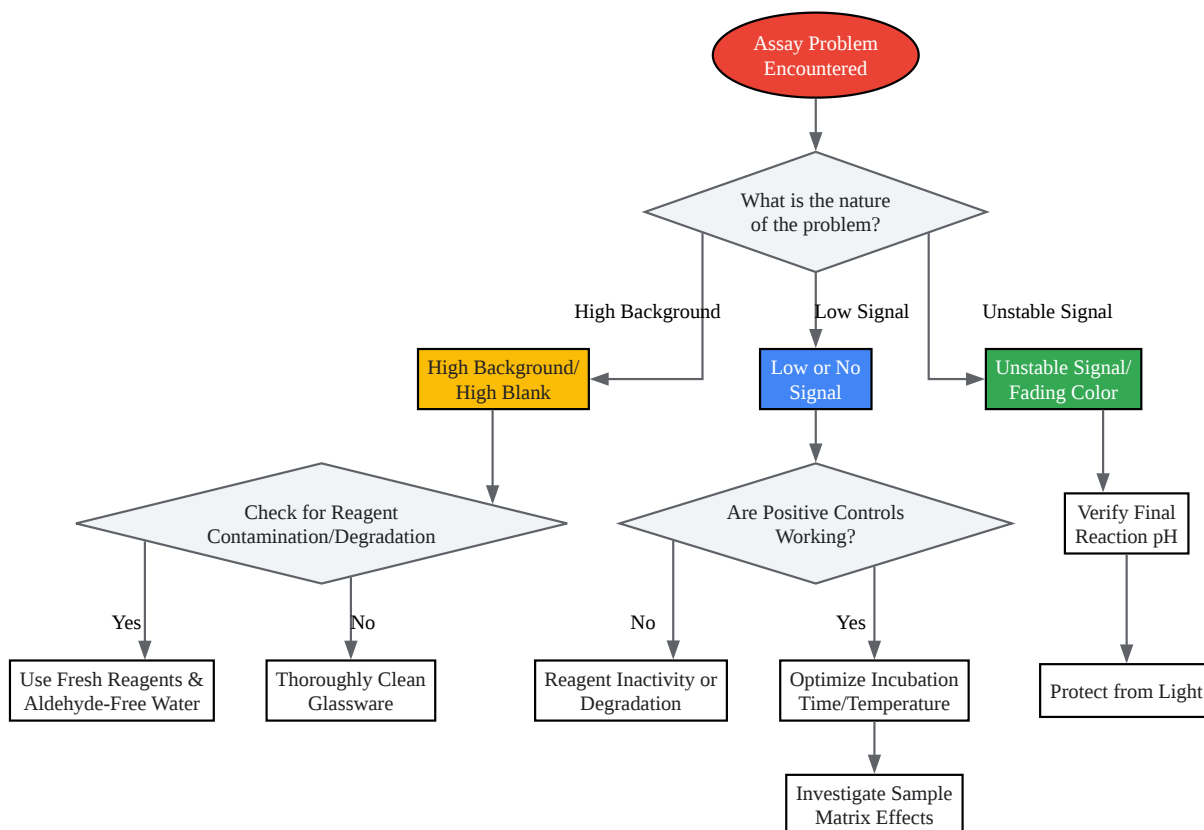 Assay Problem
Encountered
What is the nature
of the problem?
High Background
Low Signal
Unstable Signal
High Background/
High Blank
Low or No
Signal
Unstable Signal/
Fading Color
Check for Reagent
Contamination/Degradation
Are Positive Controls
Working?
Verify Final
Reaction pH
Yes
No
No
Yes
Use Fresh Reagents &
Aldehyde-Free Water
Thoroughly Clean
Glassware
Reagent Inactivity or
Degradation
Optimize Incubation
Time/Temperature
Protect from Light
Investigate Sample
Matrix Effects